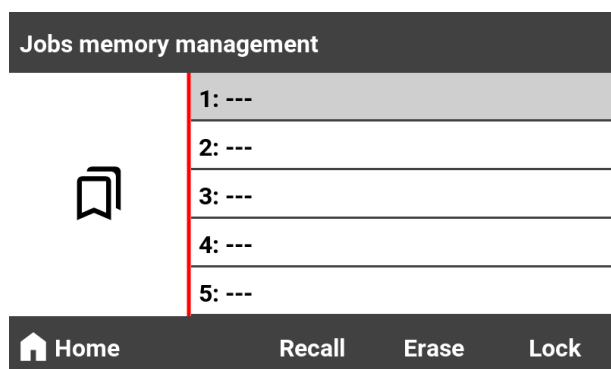 Jobs memory management
1: ---
2: ---
3: ---
4: ---
5: ---
Home Recall Erase Lock